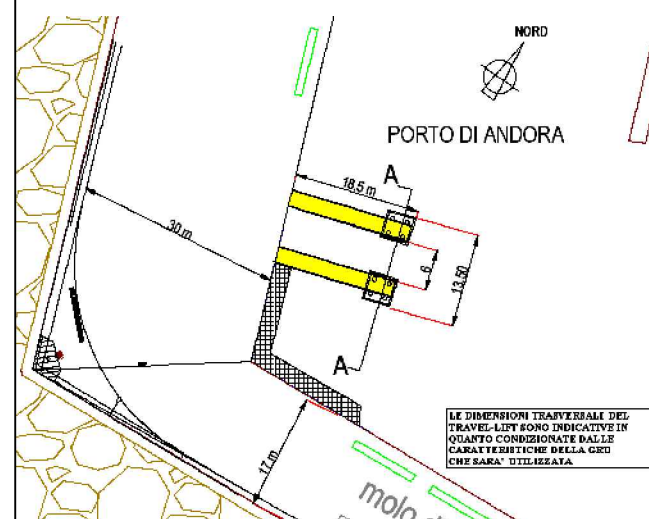 NORD
PORTO DI ANDORA
A
18,5 m
30 m
6
13,50
A
17 m
LE DIMENSIONI TRASVERSALI DEL
TRAVEL-LIFT SONO INDICATIVE IN
QUANTO CONDIZIONATE DALLE
CARATTERISTICHE DELLA GRU
CHE SARA' UTILIZZATA
molo